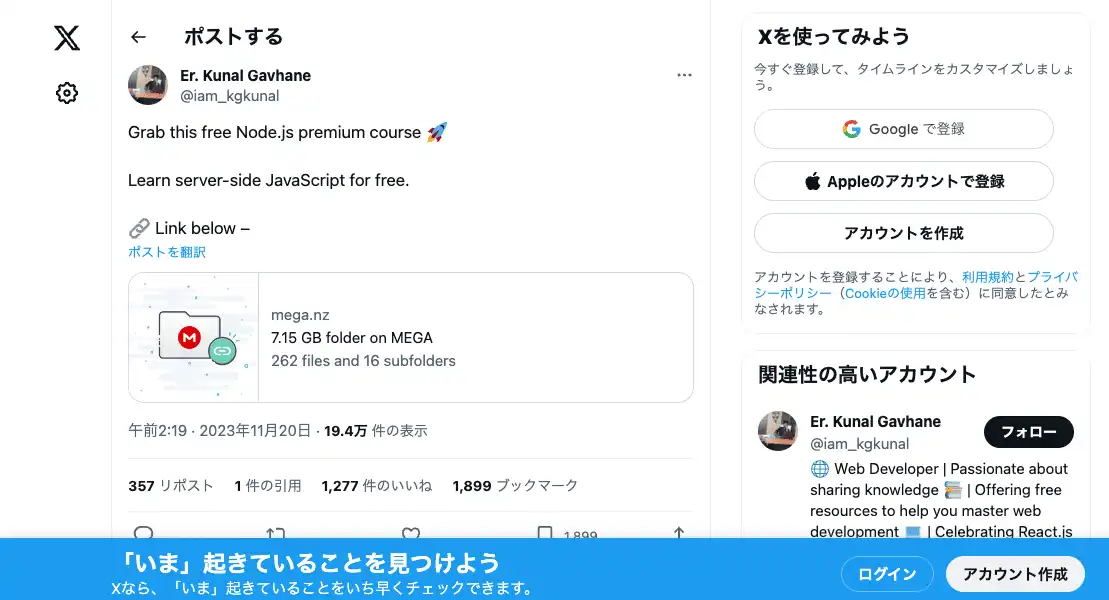 ポストする
Er. Kunal Gavhane
@iam_kgkunal
Grab this free Node.js premium course 🚀
Learn server-side JavaScript for free.
🔗 Link below –
ポストを翻訳
mega.nz
7.15 GB folder on MEGA
262 files and 16 subfolders
午前2:19 · 2023年11月20日 · 19.4万 件の表示
357 リポスト 1 件の引用 1,277 件のいいね 1,899 ブックマーク
1,899
Xを使ってみよう
今すぐ登録して、タイムラインをカスタマイズしましょ
う。
Google で登録
Appleのアカウントで登録
アカウントを作成
アカウントを登録することにより、利用規約とプライバ
シーポリシー（Cookieの使用を含む）に同意したとみ
なされます。
関連性の高いアカウント
Er. Kunal Gavhane
@iam_kgkunal
フォロー
🌐 Web Developer | Passionate about
sharing knowledge 📚 | Offering free
resources to help you master web
development 💻 | Celebrating React.js
「いま」起きていることを見つけよう
Xなら、「いま」起きていることをいち早くチェックできます。
ログイン
アカウント作成